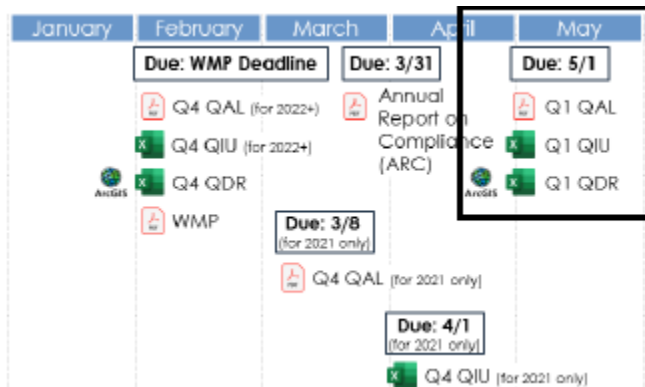 January February March April May
Due: WMP Deadline Due: 3/31 Due: 5/1
Q4 QAL (for 2022+) Annual Q1 QAL
Report on
Q4 QIU (for 2022+) Compliance Q1 QIU
(ARC)
ArcGIS Q4 QDR ArcGIS Q1 QDR
WMP Due: 3/8
(for 2021 only)
Q4 QAL (for 2021 only)
Due: 4/1
(for 2021 only)
Q4 QIU (for 2021 only)